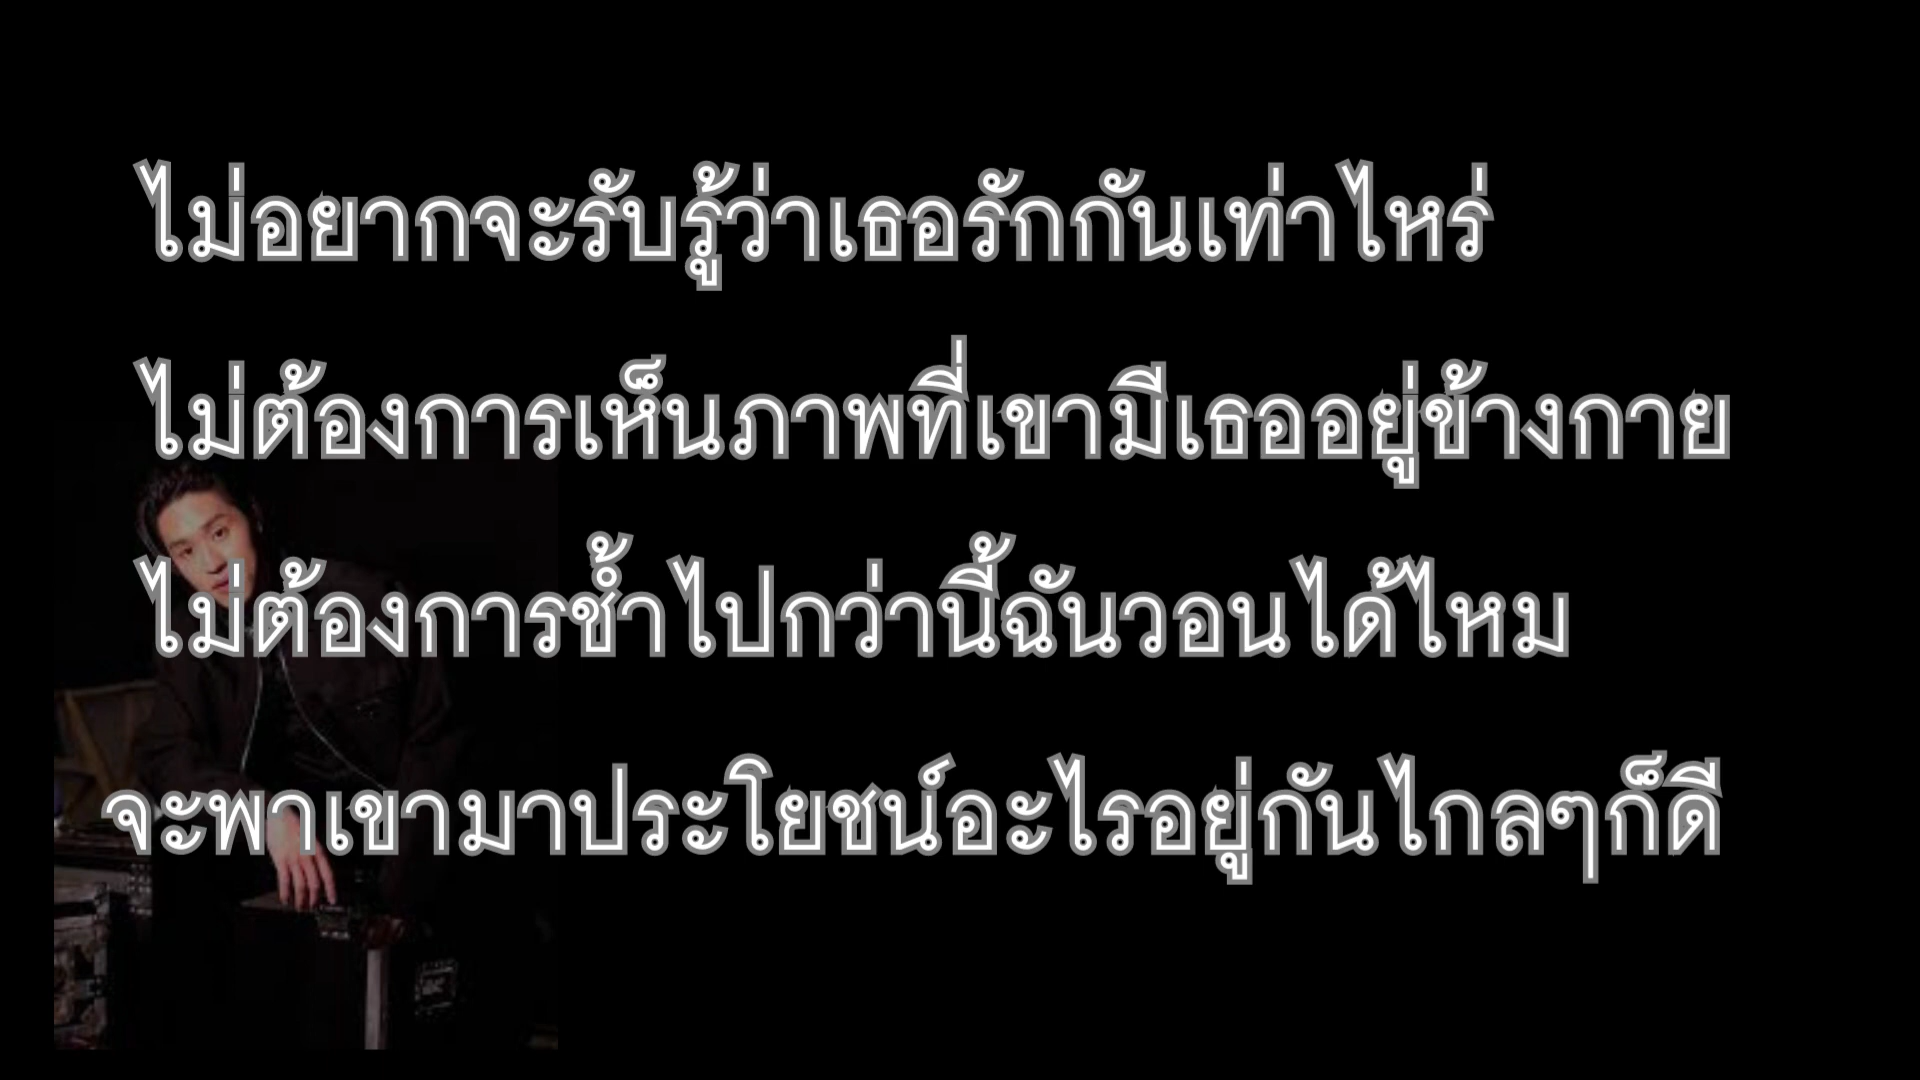 ไม่อยากจะรับรู้ว่าเธอรักกันเท่าไหร่
ไม่ต้องการเห็นภาพที่เขามีเธออยู่ข้างกาย
ไม่ต้องการช้ำไปกว่านี้ฉันวอนได้ไหม
จะพาเขามาประโยชน์อะไรอยู่กันไกลๆก็ดี